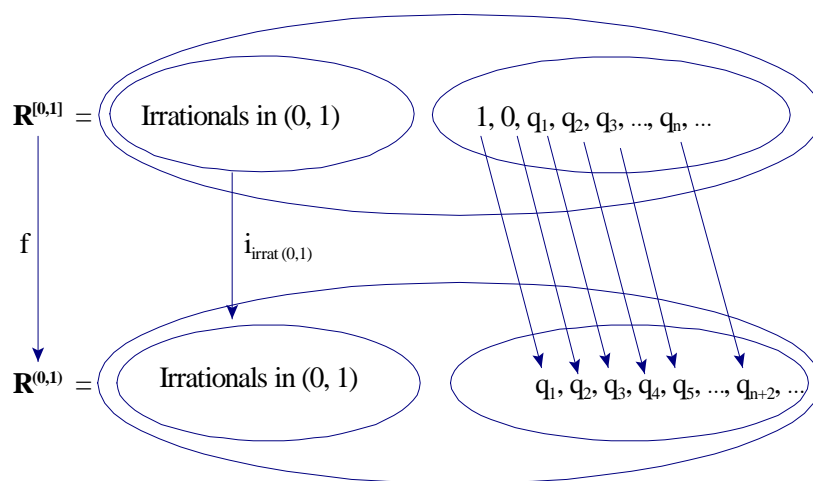 R^[0,1] = Irrationals in (0, 1) 1, 0, q₁, q₂, q₃, ..., qₙ, ...
f i_irrat (0,1)
R^(0,1) = Irrationals in (0, 1) q₁, q₂, q₃, q₄, q₅, ..., qₙ₊₂, ...